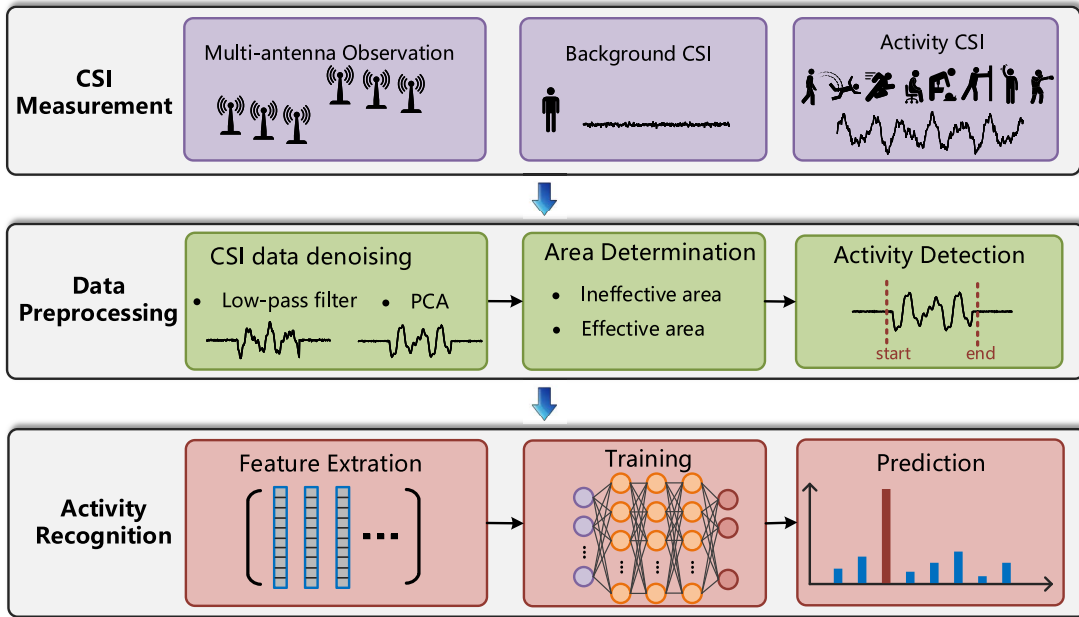 CSI
Measurement
Multi-antenna Observation
Background CSI
Activity CSI
Data
Preprocessing
CSI data denoising
• Low-pass filter
• PCA
Area Determination
• Ineffective area
• Effective area
Activity Detection
start
end
Activity
Recognition
Feature Extration
Training
Prediction